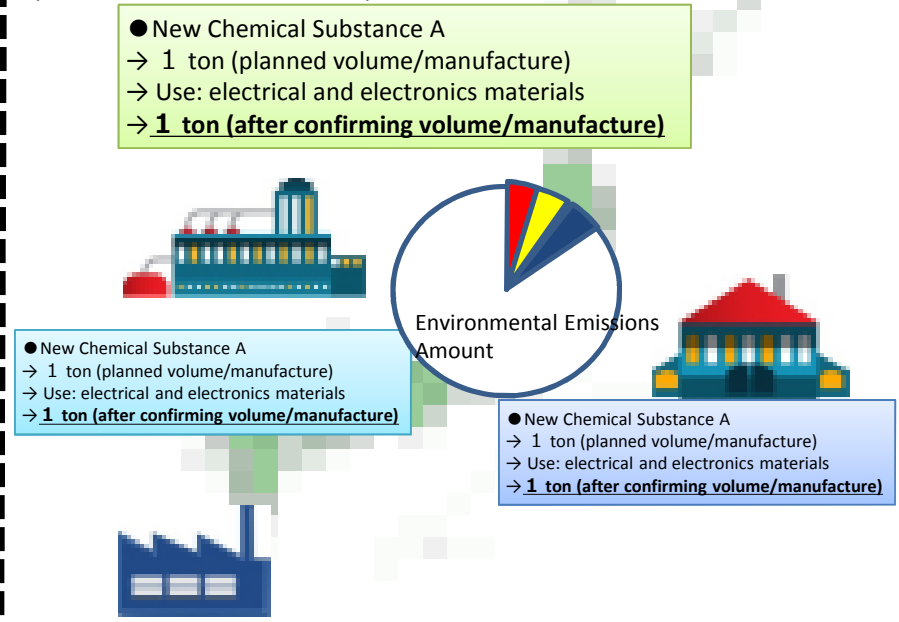 ●New Chemical Substance A
→ 1 ton (planned volume/manufacture)
→ Use: electrical and electronics materials
→ 1 ton (after confirming volume/manufacture)
Environmental Emissions
Amount
●New Chemical Substance A
→ 1 ton (planned volume/manufacture)
→ Use: electrical and electronics materials
→ 1 ton (after confirming volume/manufacture)
●New Chemical Substance A
→ 1 ton (planned volume/manufacture)
→ Use: electrical and electronics materials
→ 1 ton (after confirming volume/manufacture)